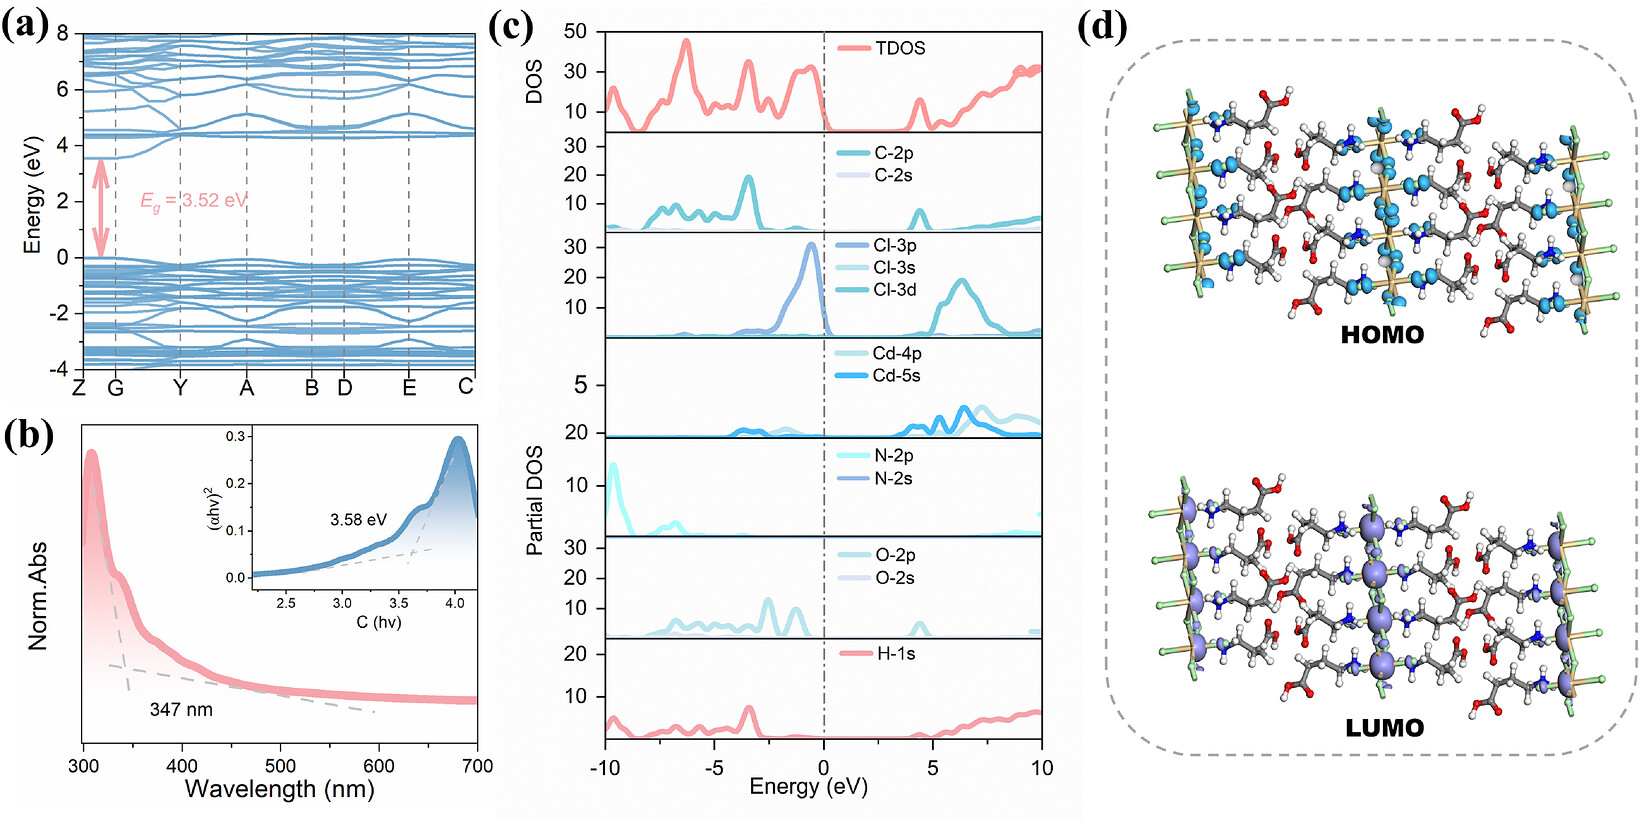 (a)
8
6
4
2
0
-2
-4
Energy (eV)
Eg = 3.52 eV
Z G Y A B D E C
(b)
Norm.Abs
347 nm
300 400 500 600 700
Wavelength (nm)
0.3
0.2
0.1
0.0
(αhν)2
3.58 eV
2.5 3.0 3.5 4.0
C (hν)
(c)
DOS
50
30
10
TDOS
30
20
10
C-2p
C-2s
30
20
10
Cl-3p
Cl-3s
Cl-3d
5
20
Cd-4p
Cd-5s
Partial DOS
10
N-2p
N-2s
30
20
10
O-2p
O-2s
20
10
H-1s
-10 -5 0 5 10
Energy (eV)
(d)
HOMO
LUMO